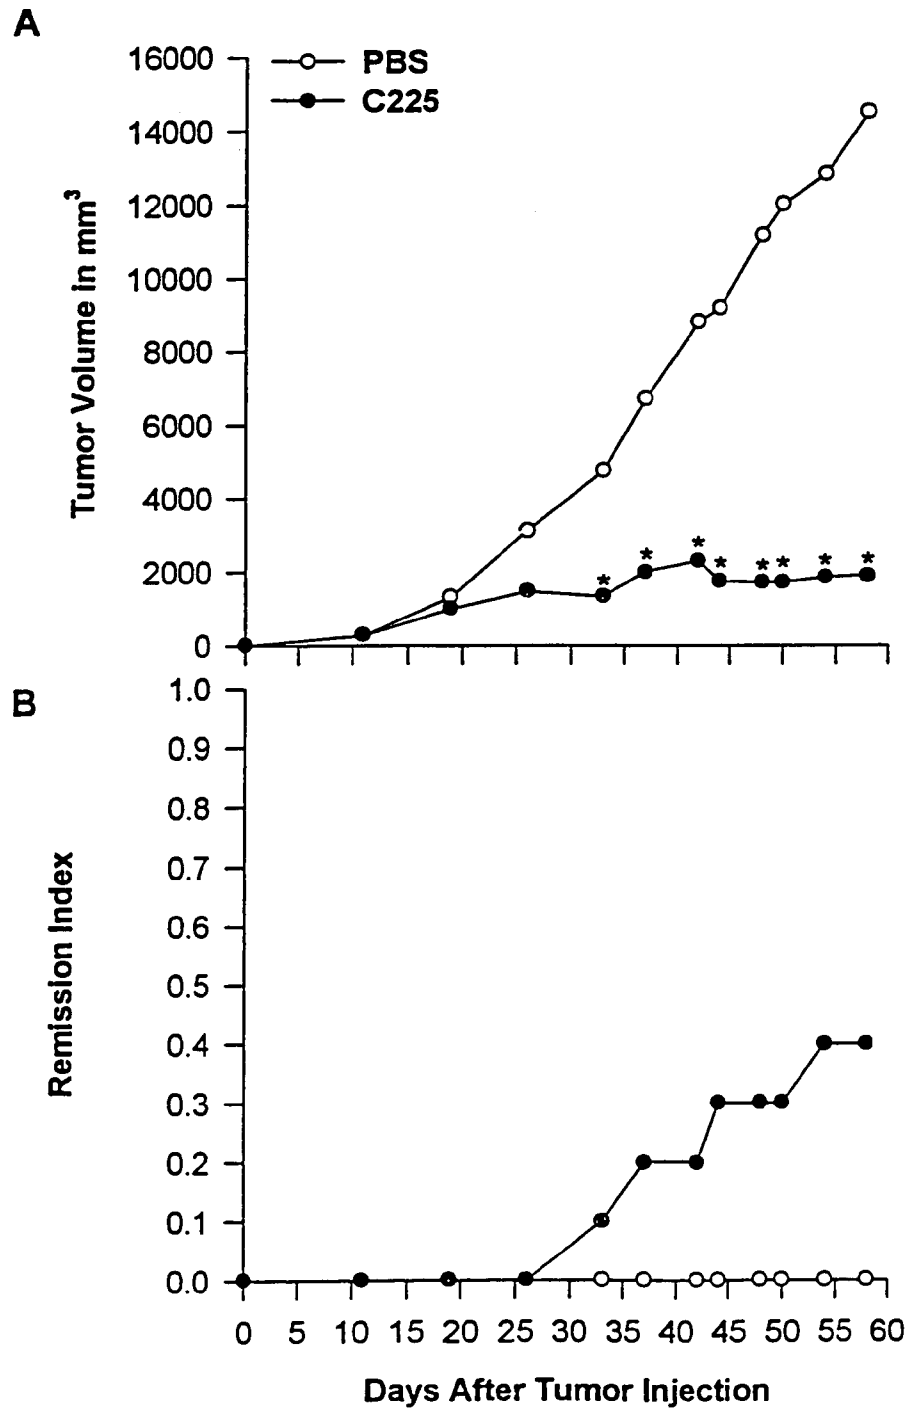 A
16000
14000
12000
10000
8000
6000
4000
2000
0
Tumor Volume in mm³
PBS
C225
* * * * * * * *
B
1.0
0.9
0.8
0.7
0.6
0.5
0.4
0.3
0.2
0.1
0.0
Remission Index
0 5 10 15 20 25 30 35 40 45 50 55 60
Days After Tumor Injection